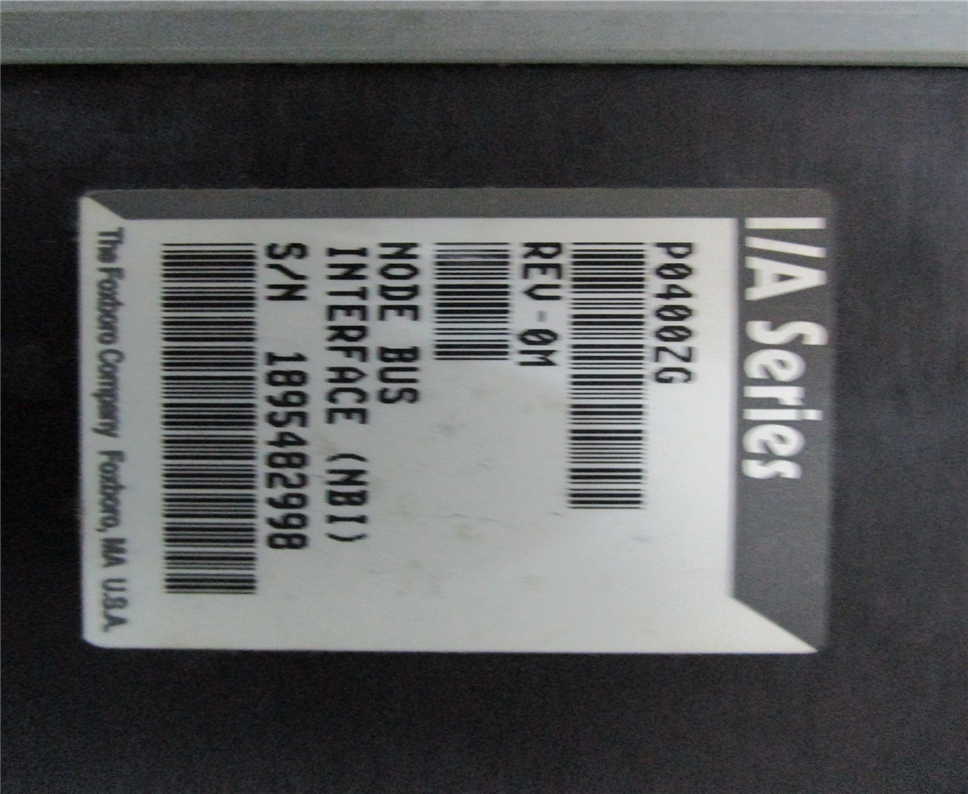 I/A Series
P0400ZG
REV-0M
NODE BUS
INTERFACE (NBI)
S/N 1895482998
The Foxboro Company Foxboro, MA U.S.A.